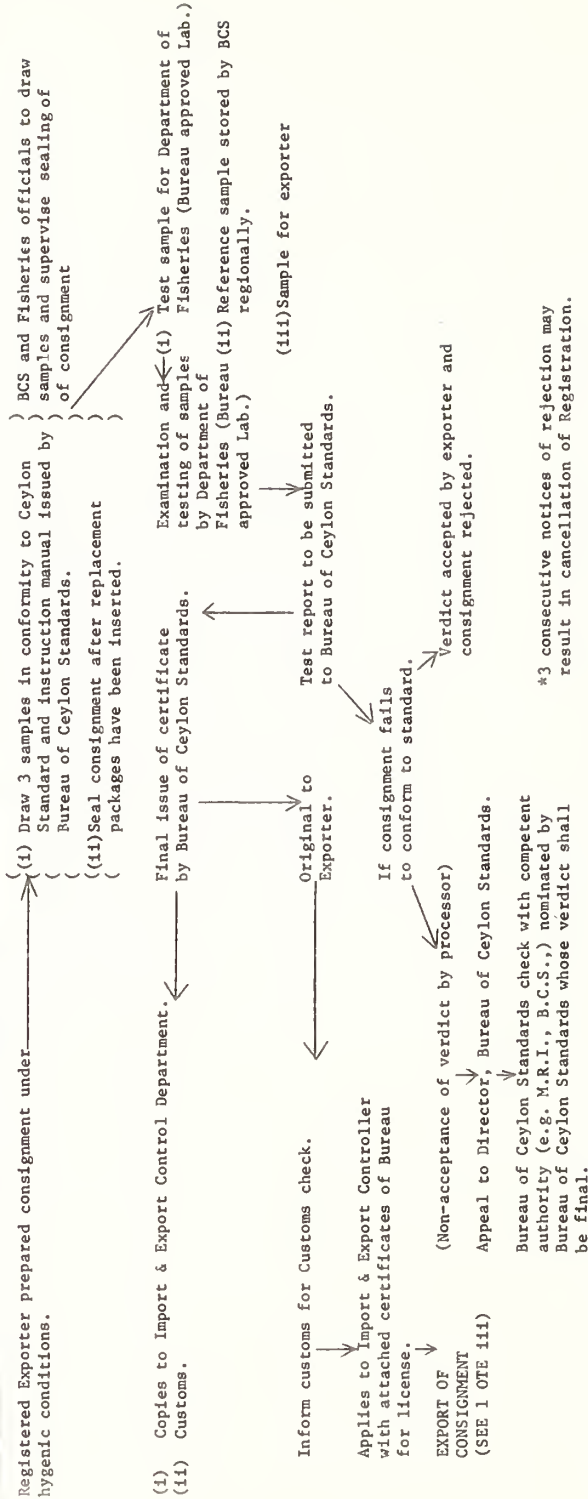 Registered Exporter prepared consignment under
hygenic conditions.
(i) Draw 3 samples in conformity to Ceylon
Standard and instruction manual issued by
Bureau of Ceylon Standards.
(ii)Seal consignment after replacement
packages have been inserted.
BCS and Fisheries officials to draw
samples and supervise sealing of
of consignment
(i) Copies to Import & Export Control Department.
(ii) Customs.
Final issue of certificate
by Bureau of Ceylon Standards.
Examination and
testing of samples
by Department of
Fisheries (Bureau
approved Lab.)
(i) Test sample for Department of
Fisheries (Bureau approved Lab.)
(ii) Reference sample stored by BCS
regionally.
(iii)Sample for exporter
Inform customs for Customs check.
Original to
Exporter.
Test report to be submitted
to Bureau of Ceylon Standards.
Applies to Import & Export Controller
with attached certificates of Bureau
for license.
If consignment fails
to conform to standard.
EXPORT OF
CONSIGNMENT
(SEE l OTE iii)
(Non-acceptance of verdict by processor)
Verdict accepted by exporter and
consignment rejected.
Appeal to Director, Bureau of Ceylon Standards.
Bureau of Ceylon Standards check with competent
authority (e.g. M.R.I., B.C.S.,) nominated by
Bureau of Ceylon Standards whose verdict shall
be final.
*3 consecutive notices of rejection may
result in cancellation of Registration.